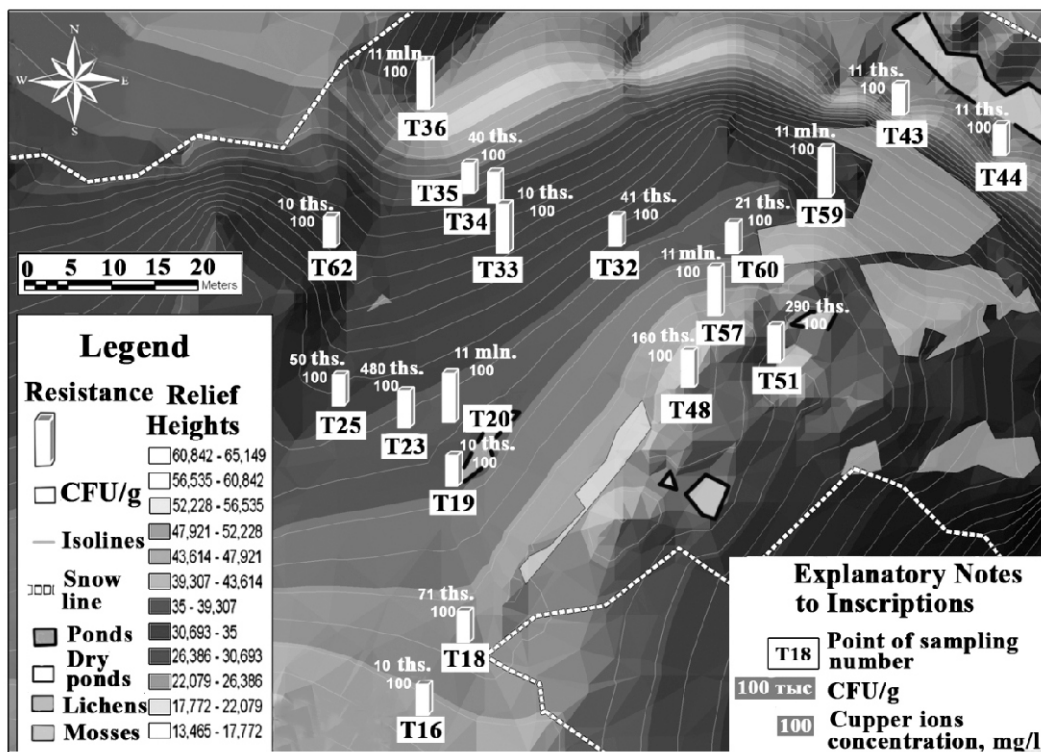 N
W E
S
11 mln.
100
T36
11 ths.
100
T43
11 ths.
100
T44
40 ths.
100
T35
T34
11 mln.
100
T59
10 ths.
100
T62
10 ths.
100
T33
41 ths.
100
T32
21 ths.
100
T60
0 5 10 15 20
Meters
11 mln.
100
T57
290 ths.
100
T51
160 ths.
100
T48
50 ths.
100
T25
480 ths.
100
T23
11 mln.
100
T20
10 ths.
100
T19
71 ths.
100
T18
10 ths.
100
T16
Legend
Resistance
CFU/g
Isolines
Snow
line
Ponds
Dry
ponds
Lichens
Mosses
Relief
Heights
60,842 - 65,149
56,535 - 60,842
52,228 - 56,535
47,921 - 52,228
43,614 - 47,921
39,307 - 43,614
35 - 39,307
30,693 - 35
26,386 - 30,693
22,079 - 26,386
17,772 - 22,079
13,465 - 17,772
Explanatory Notes
to Inscriptions
T18 Point of sampling
number
100 тыс CFU/g
100 Cupper ions
concentration, mg/l